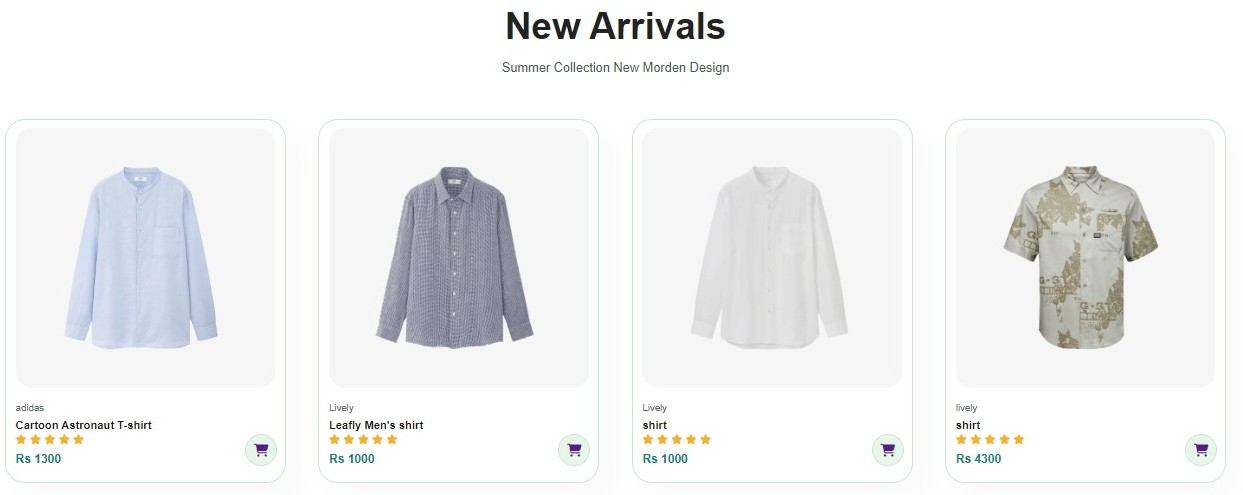 New Arrivals
Summer Collection New Morden Design
adidas
Cartoon Astronaut T-shirt
Rs 1300
Lively
Leafly Men's shirt
Rs 1000
Lively
shirt
Rs 1000
lively
shirt
Rs 4300